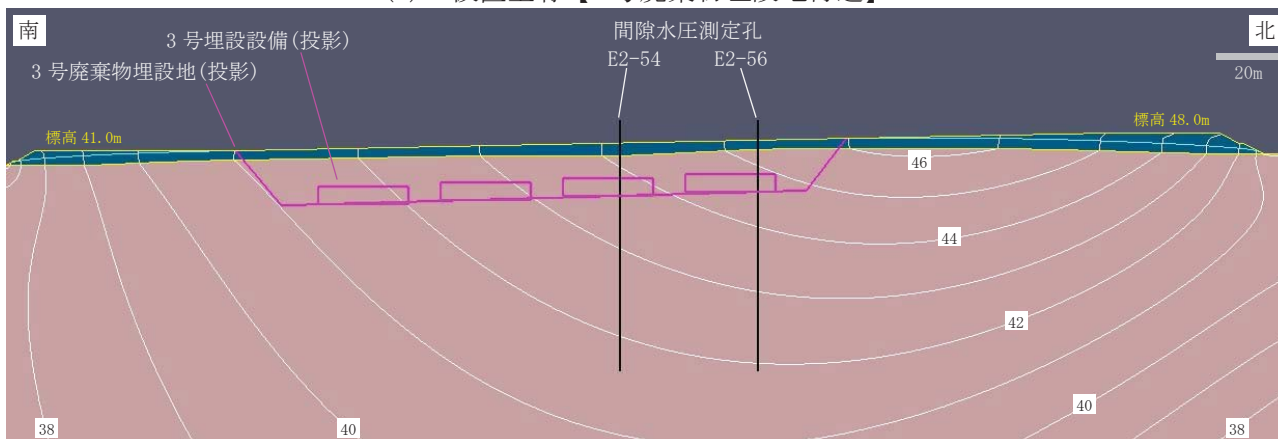 南
北
3号埋設設備(投影)
3号廃棄物埋設地(投影)
間隙水圧測定孔
E2-54
E2-56
20m
標高 41.0m
標高 48.0m
46
44
42
40
38
40
38